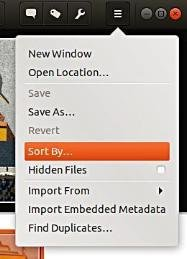 New Window
Open Location...
Save
Save As...
Revert
Sort By...
Hidden Files
Import From
Import Embedded Metadata
Find Duplicates...